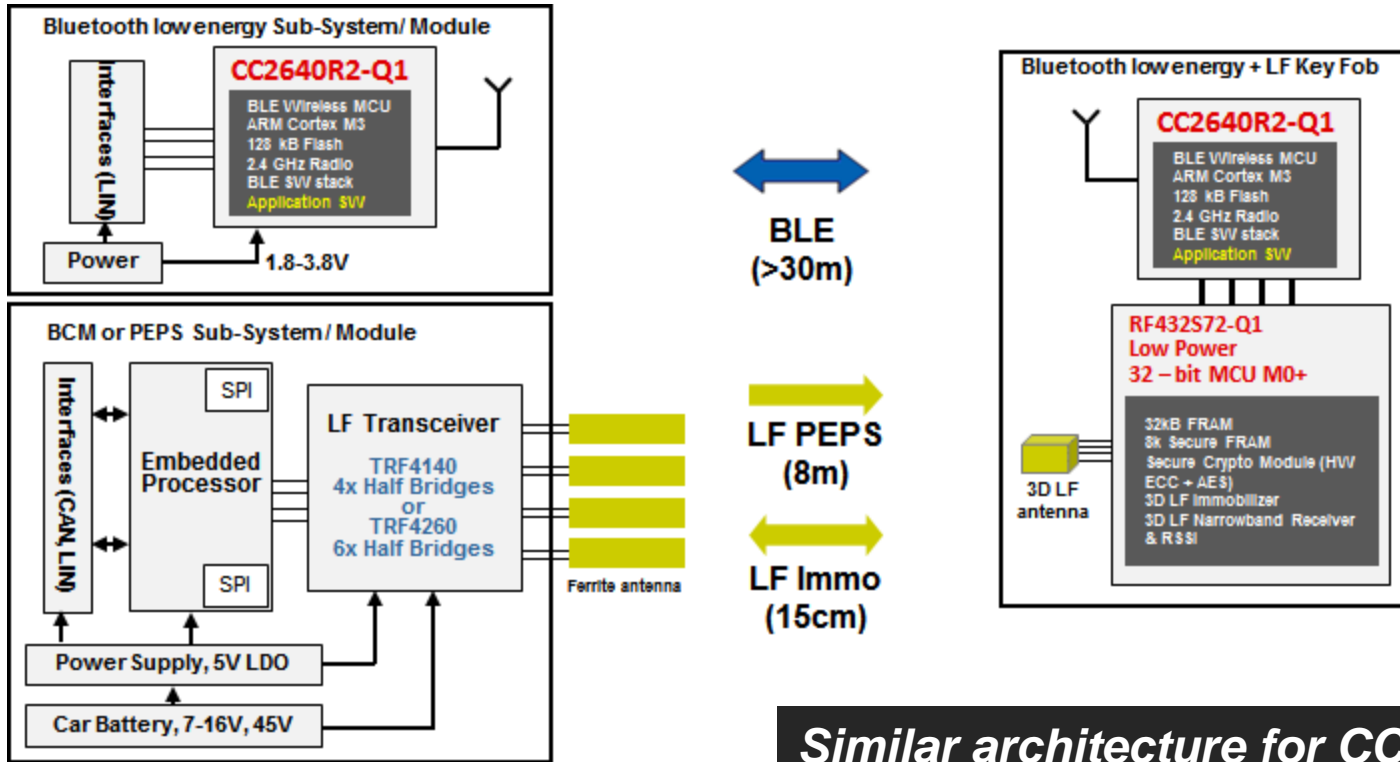 Bluetooth low energy Sub-System/ Module
Interfaces (LIN)
CC2640R2-Q1
BLE Wireless MCU
ARM Cortex M3
128 kB Flash
2.4 GHz Radio
BLE SW stack
Application SW
Power
1.8-3.8V
BCM or PEPS Sub-System/ Module
Interfaces (CAN, LIN)
SPI
Embedded
Processor
SPI
LF Transceiver
TRF4140
4x Half Bridges
or
TRF4260
6x Half Bridges
Ferrite antenna
Power Supply, 5V LDO
Car Battery, 7-16V, 45V
BLE
(>30m)
LF PEPS
(8m)
LF Immo
(15cm)
Bluetooth low energy + LF Key Fob
CC2640R2-Q1
BLE Wireless MCU
ARM Cortex M3
128 kB Flash
2.4 GHz Radio
BLE SW stack
Application SW
RF432S72-Q1
Low Power
32 – bit MCU M0+
32kB FRAM
8k Secure FRAM
Secure Crypto Module (HW
ECC + AES)
3D LF Immobilizer
3D LF Narrowband Receiver
& RSSI
3D LF
antenna
Similar architecture for CC